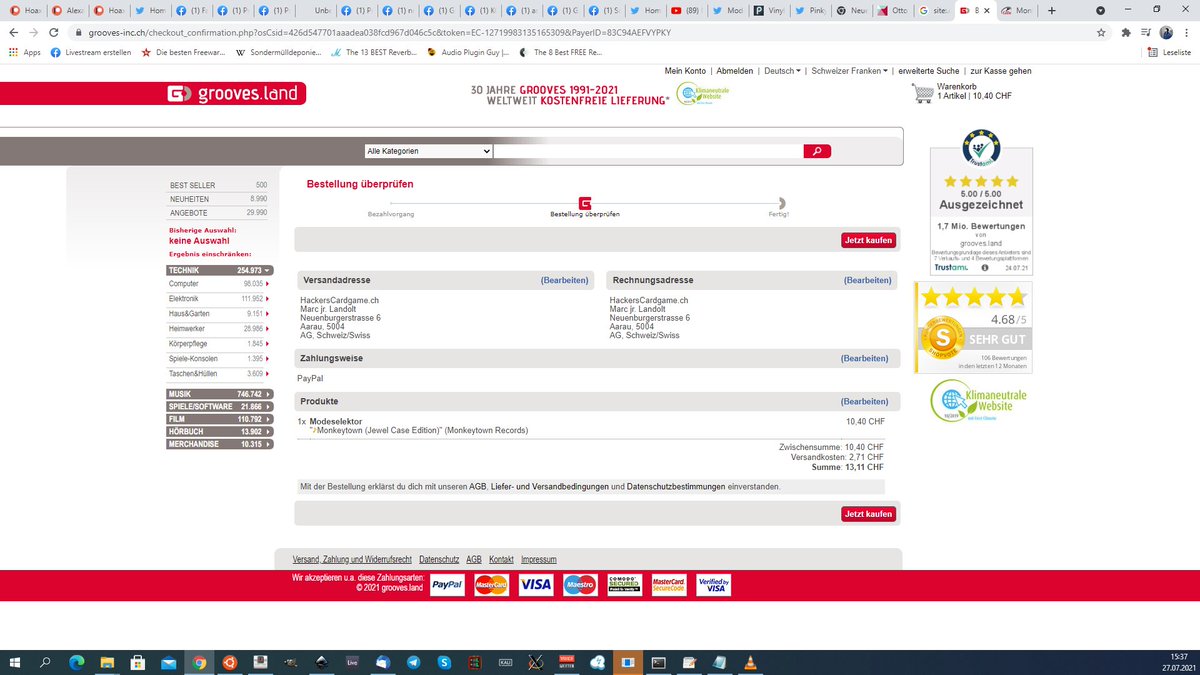 Hoax
Alexa
Hoax
Hom
(1) Fa
(1) Pi
(1) Pi
Unbe
(1) Pi
(1) n
(1) G
(1) Ki
(1) a
(1) G
(1) S
Hom
(89)
Mod
Vinyl
Pinky
Neu
Otto
site:
B
Mon
grooves-inc.ch/checkout_confirmation.php?osCsid=426d547701aaadea038fcd967d046c5c&token=EC-12719983135165309&PayerID=83C94AEFVYPKY
Apps
Livestream erstellen
Die besten Freewar...
Sondermülldeponie...
The 13 BEST Reverb...
Audio Plugin Guy |...
The 8 Best FREE Re...
Leseliste
Mein Konto | Abmelden | Deutsch | Schweizer Franken | erweiterte Suche | zur Kasse gehen
grooves.land
30 JAHRE GROOVES 1991-2021
WELTWEIT KOSTENFREIE LIEFERUNG*
Klimaneutrale
Website
Warenkorb
1 Artikel | 10,40 CHF
Alle Kategorien
BEST SELLER 500
NEUHEITEN 8.990
ANGEBOTE 29.990
Bisherige Auswahl:
keine Auswahl
Ergebnis einschränken:
TECHNIK 254.973
Computer 98.035
Elektronik 111.952
Haus&Garten 9.151
Heimwerker 28.986
Körperpflege 1.845
Spiele-Konsolen 1.395
Taschen&Hüllen 3.609
MUSIK 746.742
SPIELE/SOFTWARE 21.866
FILM 110.792
HÖRBUCH 13.902
MERCHANDISE 10.315
Bestellung überprüfen
Bezahlvorgang
Bestellung überprüfen
Fertig!
Jetzt kaufen
Versandadresse (Bearbeiten)
HackersCardgame.ch
Marc jr. Landolt
Neuenburgerstrasse 6
Aarau, 5004
AG, Schweiz/Swiss
Rechnungsadresse (Bearbeiten)
HackersCardgame.ch
Marc jr. Landolt
Neuenburgerstrasse 6
Aarau, 5004
AG, Schweiz/Swiss
Zahlungsweise (Bearbeiten)
PayPal
Produkte (Bearbeiten)
1x Modeselektor 10,40 CHF
"Monkeytown (Jewel Case Edition)" (Monkeytown Records)
Zwischensumme: 10,40 CHF
Versandkosten: 2,71 CHF
Summe: 13,11 CHF
Mit der Bestellung erklärst du dich mit unseren AGB, Liefer- und Versandbedingungen und Datenschutzbestimmungen einverstanden.
Jetzt kaufen
Trustami
5.00 / 5.00
Ausgezeichnet
1,7 Mio. Bewertungen
von
grooves.land
Bewertungsgrundlage dieses Anbieters sind
7 Verkaufs- und 4 Bewertungsplattformen
Trustami 24.07.21
4.68/5
SEHR GUT
SHOPVOTE
106 Bewertungen
in den letzten 12 Monaten
Klimaneutrale
Website
Versand, Zahlung und Widerrufsrecht Datenschutz AGB Kontakt Impressum
Wir akzeptieren u.a. diese Zahlungsarten:
© 2021 grooves.land
PayPal
MasterCard
VISA
Maestro
COMODO
SECURED
MasterCard.
SecureCode
Verified by
VISA
Live
KAU
15:37
27.07.2021